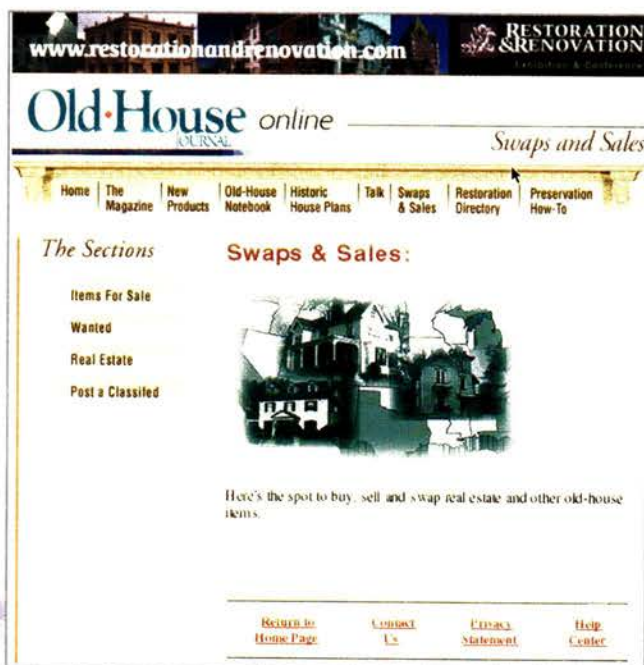 www.restorationandrenovation.com
RESTORATION
&RENOVATION
Exhibition & Conference
Old·House online
JOURNAL
Swaps and Sales
Home The Magazine New Products Old-House Notebook Historic House Plans Talk Swaps & Sales Restoration Directory Preservation How-To
The Sections
Swaps & Sales:
Items For Sale
Wanted
Real Estate
Post a Classifed
Here's the spot to buy, sell and swap real estate and other old-house
items.
Return to Contact Privacy Help
Home Page Us Statement Center